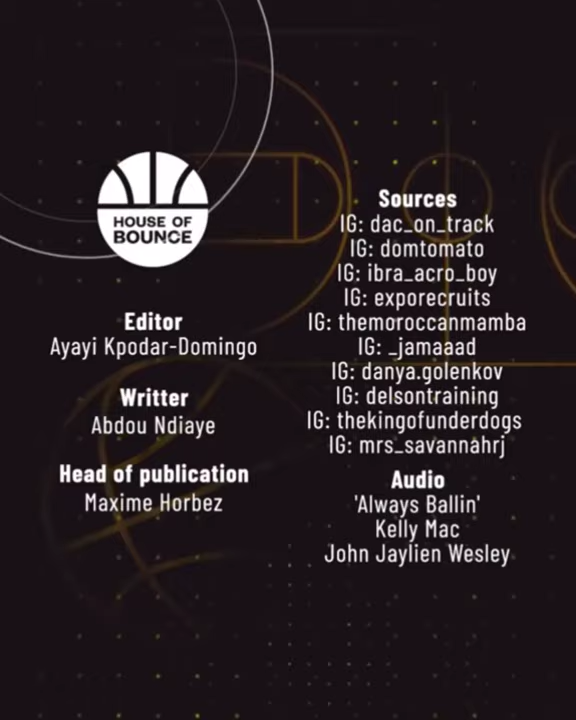 HOUSE OF
BOUNCE
Editor
Ayayi Kpodar-Domingo
Writter
Abdou Ndiaye
Head of publication
Maxime Horbez
Sources
IG: dac_on_track
IG: domtomato
IG: ibra_acro_boy
IG: exporecruits
IG: themoroccanmamba
IG: _jamaaad
IG: danya.golenkov
IG: delsontraining
IG: thekingofunderdogs
IG: mrs_savannahrj
Audio
'Always Ballin'
Kelly Mac
John Jaylien Wesley